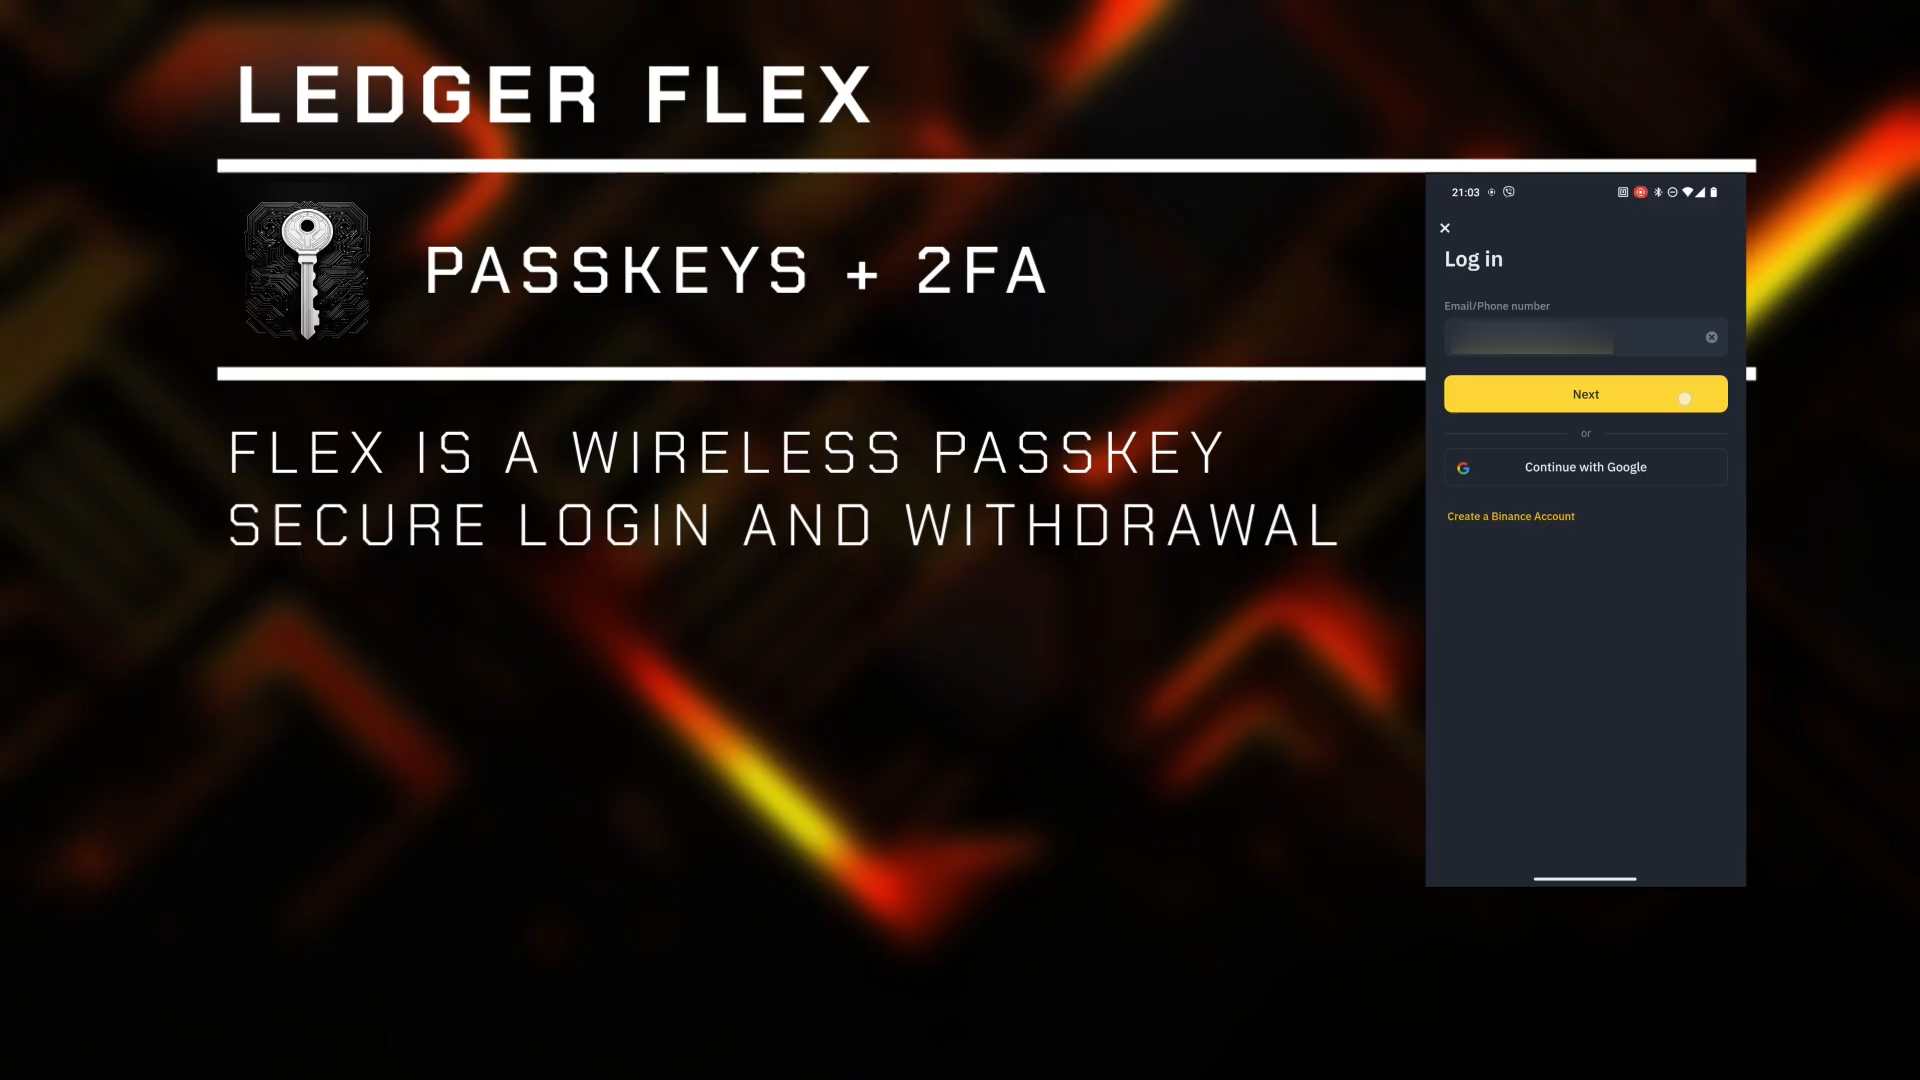 LEDGER FLEX
PASSKEYS + 2FA
FLEX IS A WIRELESS PASSKEY
SECURE LOGIN AND WITHDRAWAL
21:03
Log in
Email/Phone number
Next
or
Continue with Google
Create a Binance Account